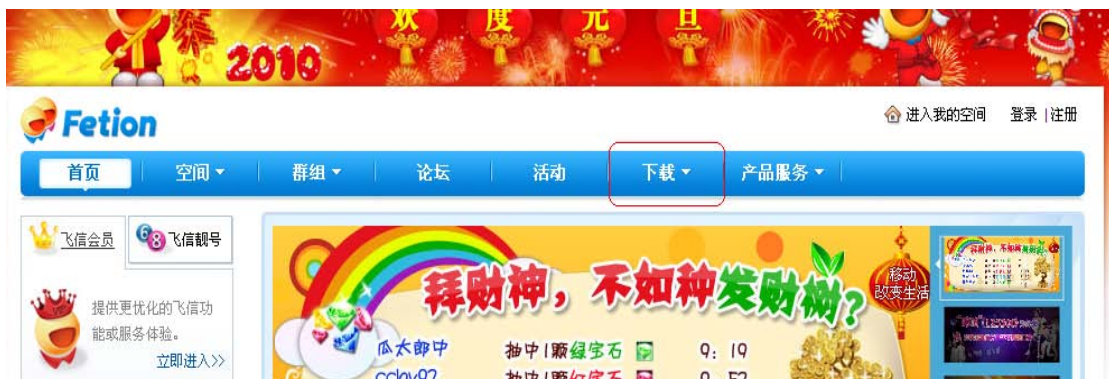 欢 度 元 旦
2010
Fetion
进入我的空间 登录 | 注册
首页 空间 群组 论坛 活动 下载 产品服务
飞信会员 68 飞信靓号
提供更优化的飞信功
能或服务体验。
立即进入>>
拜财神，不如种发财树？
移动
改变生活
瓜太郎中 抽中1颗绿宝石 9: 19